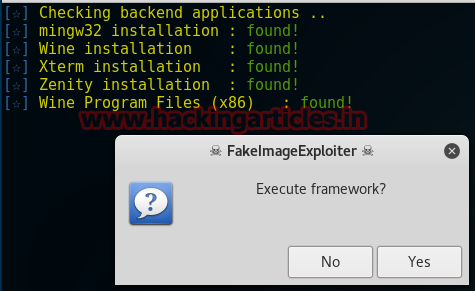 [☆] Checking backend applications ..
[☆] mingw32 installation : found!
[☆] Wine installation    : found!
[☆] Xterm installation   : found!
[☆] Zenity installation  : found!
[☆] Wine Program Files (x86)   : found!
www.hackingarticles.in
☠ FakeImageExploiter ☠
Execute framework?
No Yes